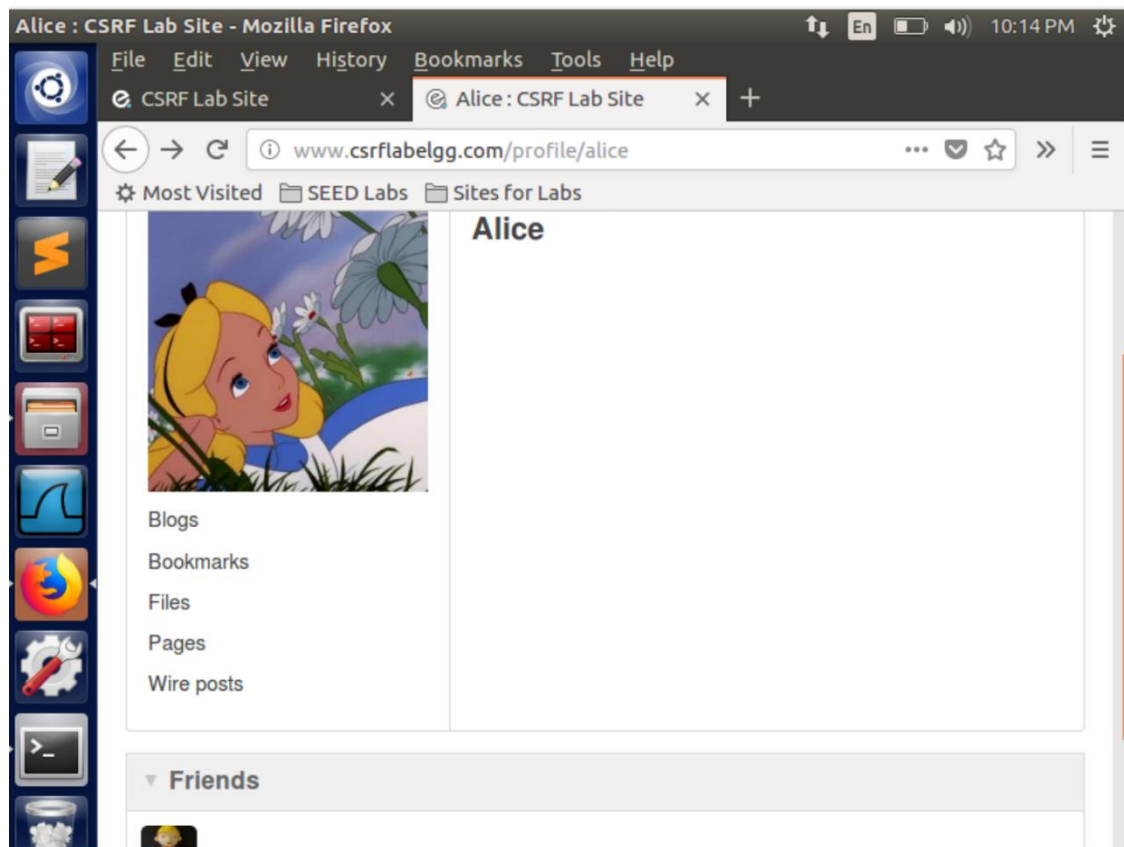 Alice : CSRF Lab Site - Mozilla Firefox En 10:14 PM
File Edit View History Bookmarks Tools Help
CSRF Lab Site × Alice : CSRF Lab Site × +
www.csrflabelgg.com/profile/alice
Most Visited SEED Labs Sites for Labs
Alice
Blogs
Bookmarks
Files
Pages
Wire posts
Friends